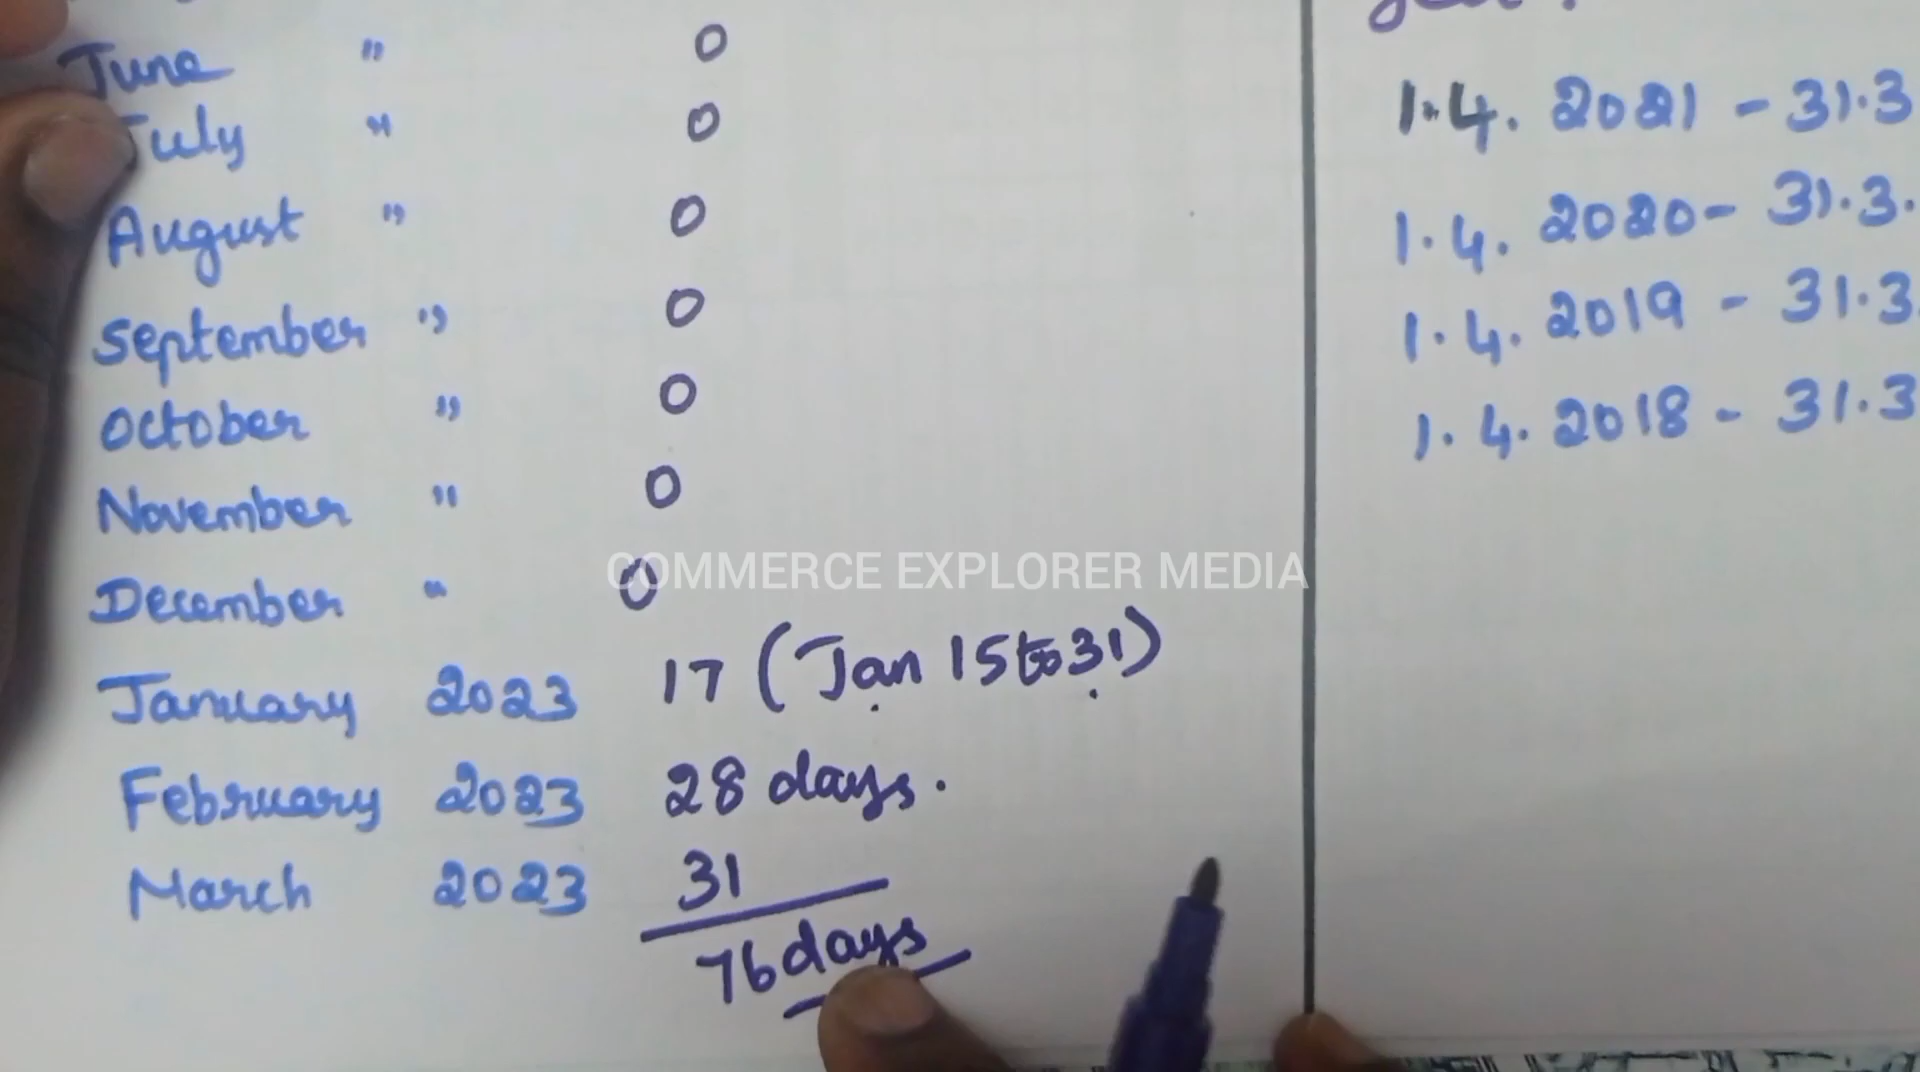 June " 0
July " 0
August " 0
September " 0
October " 0
November " 0
December " 0
January 2023 17 (Jan 15 to 31)
February 2023 28 days.
March 2023 31
76 days
1.4. 2021 - 31.3
1.4. 2020 - 31.3.
1.4. 2019 - 31.3.
1.4. 2018 - 31.3
COMMERCE EXPLORER MEDIA